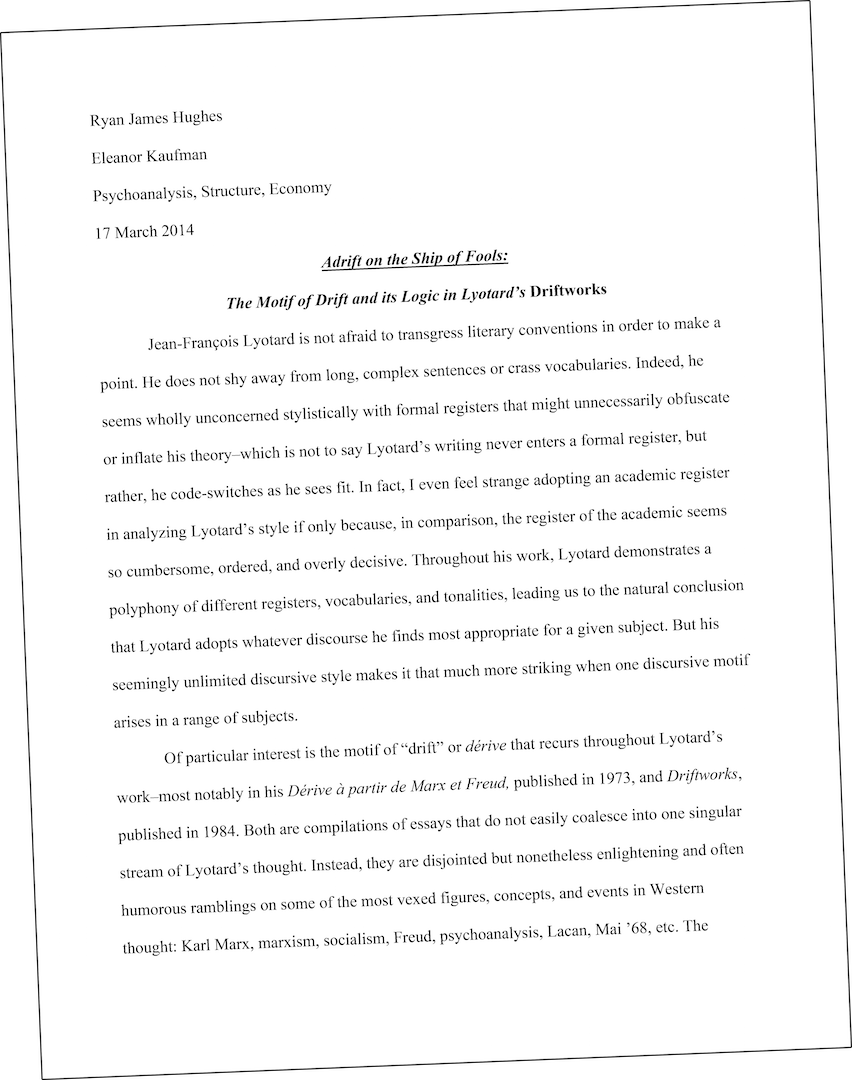 Ryan James Hughes
Eleanor Kaufman
Psychoanalysis, Structure, Economy
17 March 2014
Adrift on the Ship of Fools:
The Motif of Drift and its Logic in Lyotard’s Driftworks
Jean-François Lyotard is not afraid to transgress literary conventions in order to make a
point. He does not shy away from long, complex sentences or crass vocabularies. Indeed, he
seems wholly unconcerned stylistically with formal registers that might unnecessarily obfuscate
or inflate his theory–which is not to say Lyotard’s writing never enters a formal register, but
rather, he code-switches as he sees fit. In fact, I even feel strange adopting an academic register
in analyzing Lyotard’s style if only because, in comparison, the register of the academic seems
so cumbersome, ordered, and overly decisive. Throughout his work, Lyotard demonstrates a
polyphony of different registers, vocabularies, and tonalities, leading us to the natural conclusion
that Lyotard adopts whatever discourse he finds most appropriate for a given subject. But his
seemingly unlimited discursive style makes it that much more striking when one discursive motif
arises in a range of subjects.
Of particular interest is the motif of “drift” or dérive that recurs throughout Lyotard’s
work–most notably in his Dérive à partir de Marx et Freud, published in 1973, and Driftworks,
published in 1984. Both are compilations of essays that do not easily coalesce into one singular
stream of Lyotard’s thought. Instead, they are disjointed but nonetheless enlightening and often
humorous ramblings on some of the most vexed figures, concepts, and events in Western
thought: Karl Marx, marxism, socialism, Freud, psychoanalysis, Lacan, Mai ’68, etc. The